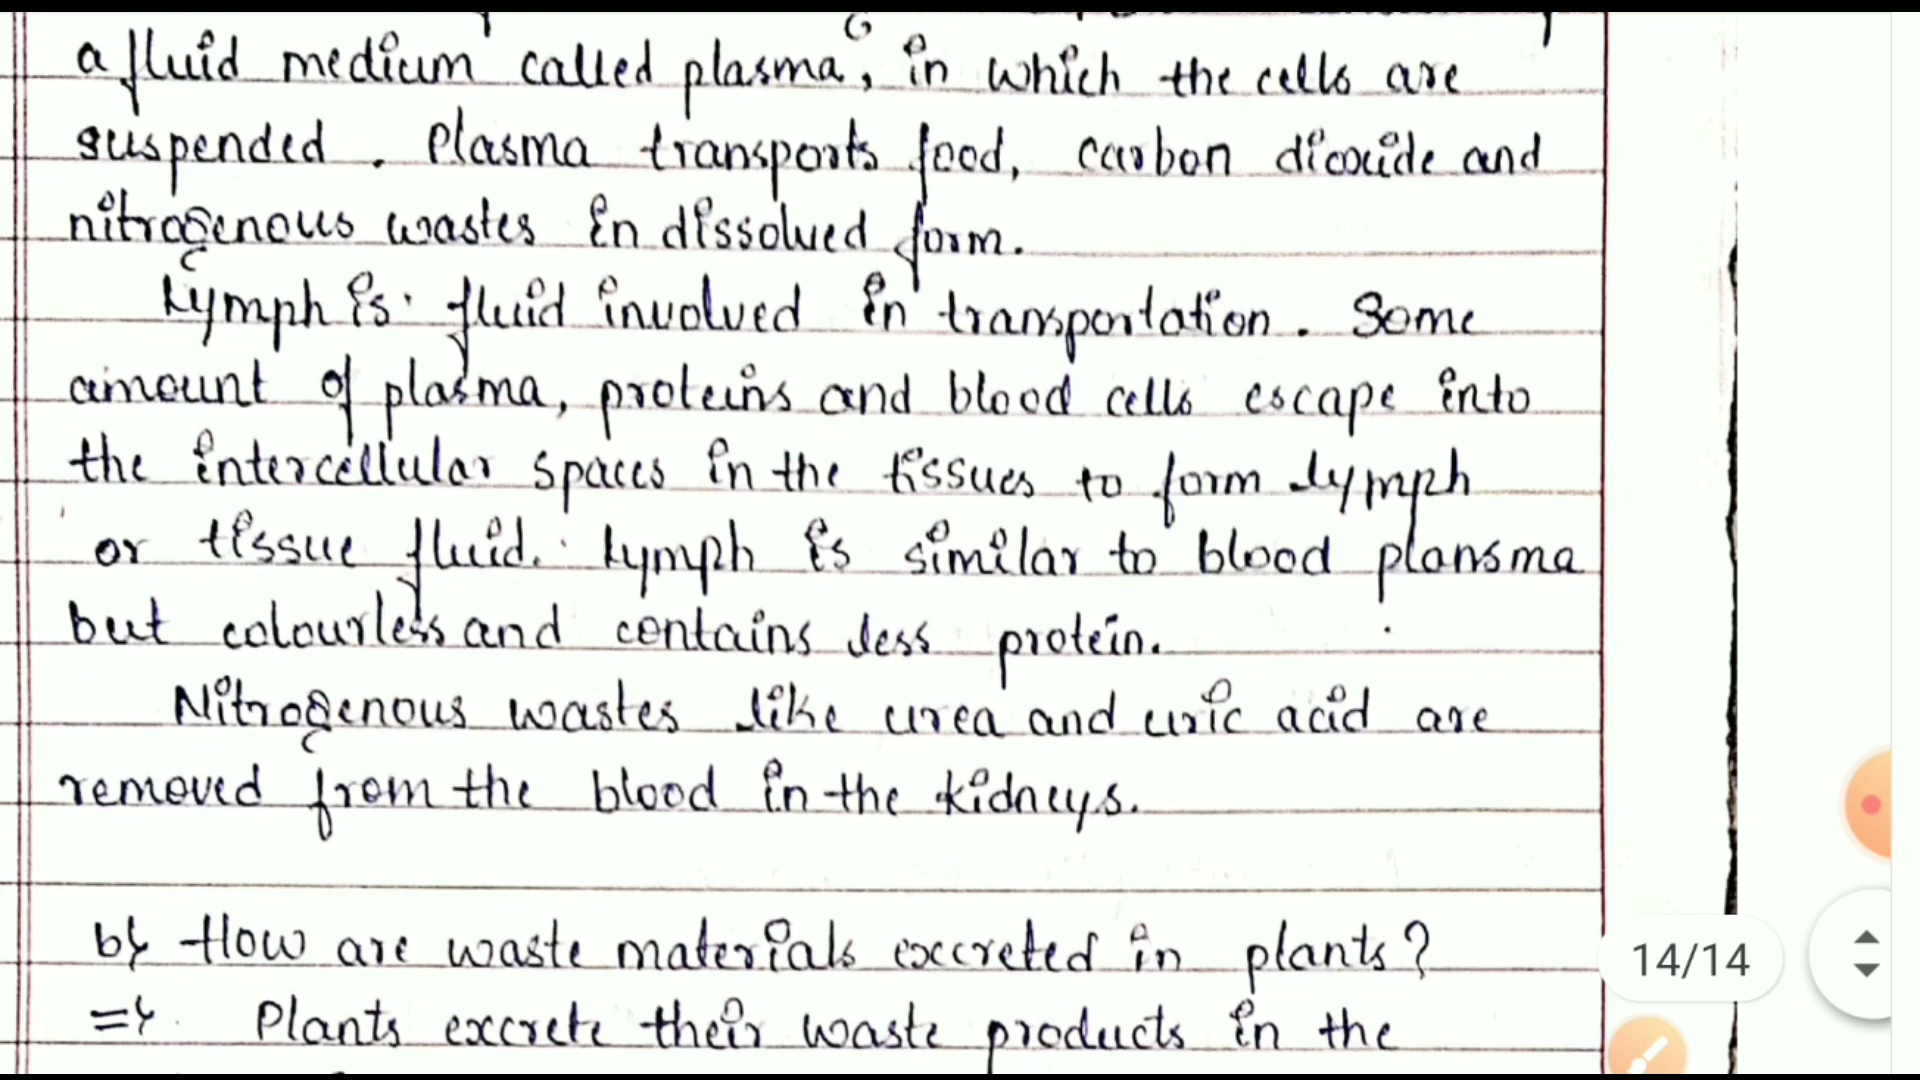 a fluid medium called plasma, in which the cells are
suspended. Plasma transports food, carbon dioxide and
nitrogenous wastes in dissolved form.
Lymph is fluid involved in transportation. Some
amount of plasma, proteins and blood cells escape into
the intercellular spaces in the tissues to form lymph
or tissue fluid. Lymph is similar to blood plansma
but colourless and contains less protein.
Nitrogenous wastes like urea and uric acid are
removed from the blood in the kidneys.
b} How are waste materials excreted in plants?
14/14
=} Plants excrete their waste products in the